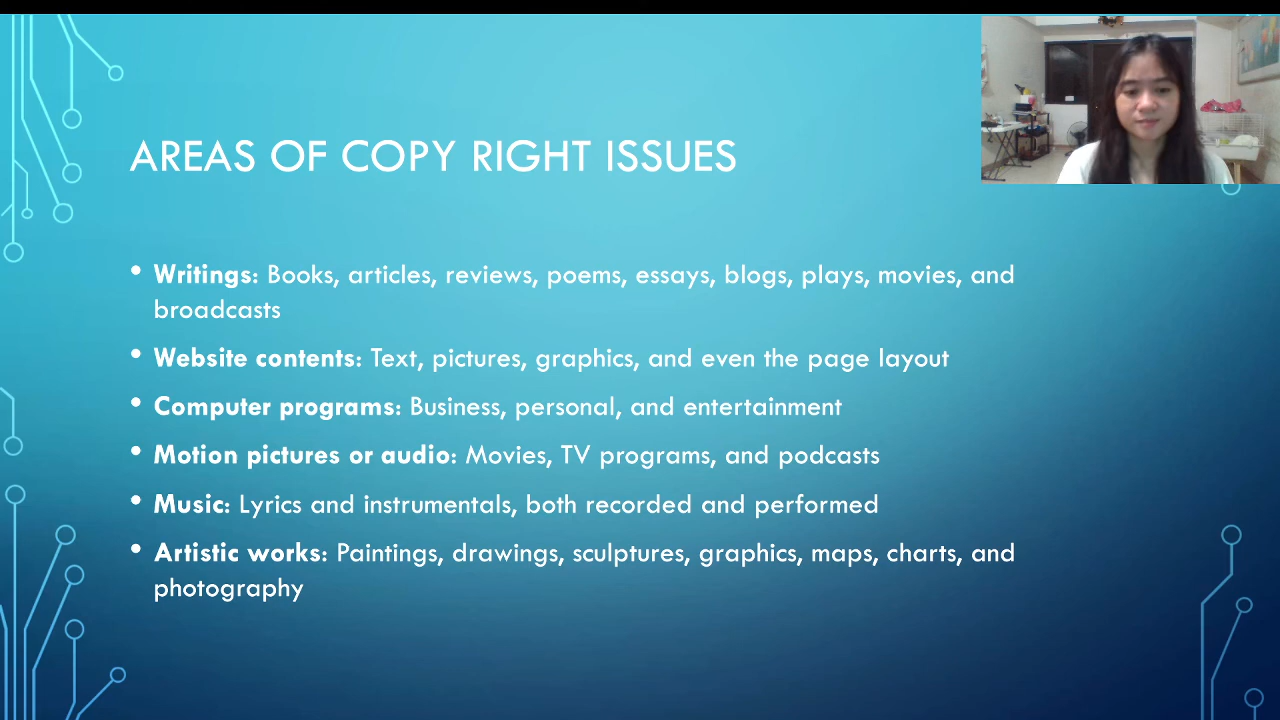 AREAS OF COPY RIGHT ISSUES
• Writings: Books, articles, reviews, poems, essays, blogs, plays, movies, and
broadcasts
• Website contents: Text, pictures, graphics, and even the page layout
• Computer programs: Business, personal, and entertainment
• Motion pictures or audio: Movies, TV programs, and podcasts
• Music: Lyrics and instrumentals, both recorded and performed
• Artistic works: Paintings, drawings, sculptures, graphics, maps, charts, and
photography